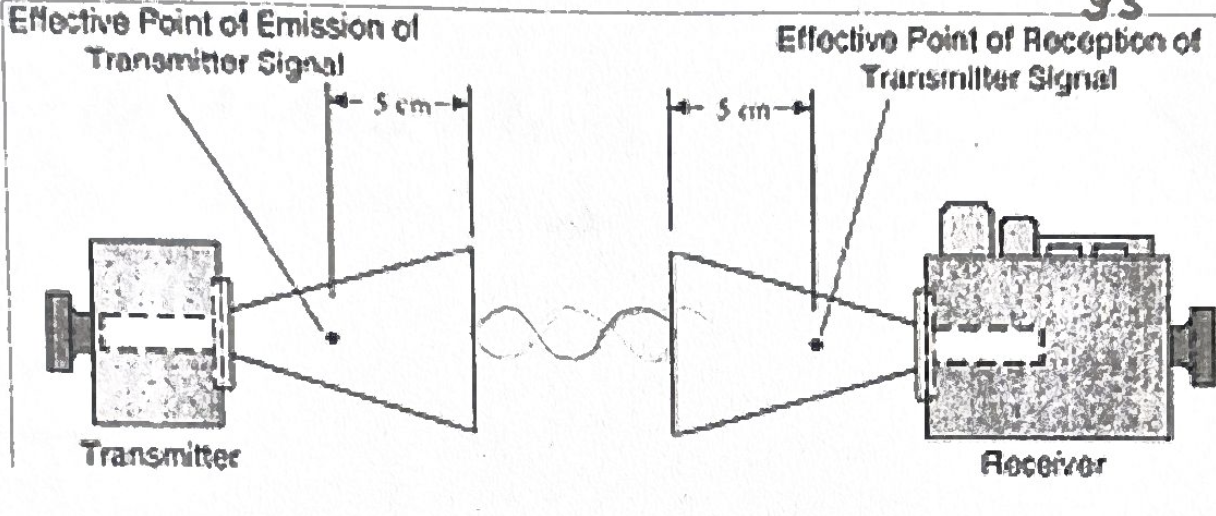 Effective Point of Emission of
Transmitter Signal
Effective Point of Reception of
Transmitter Signal
5 cm
5 cm
Transmitter
Receiver